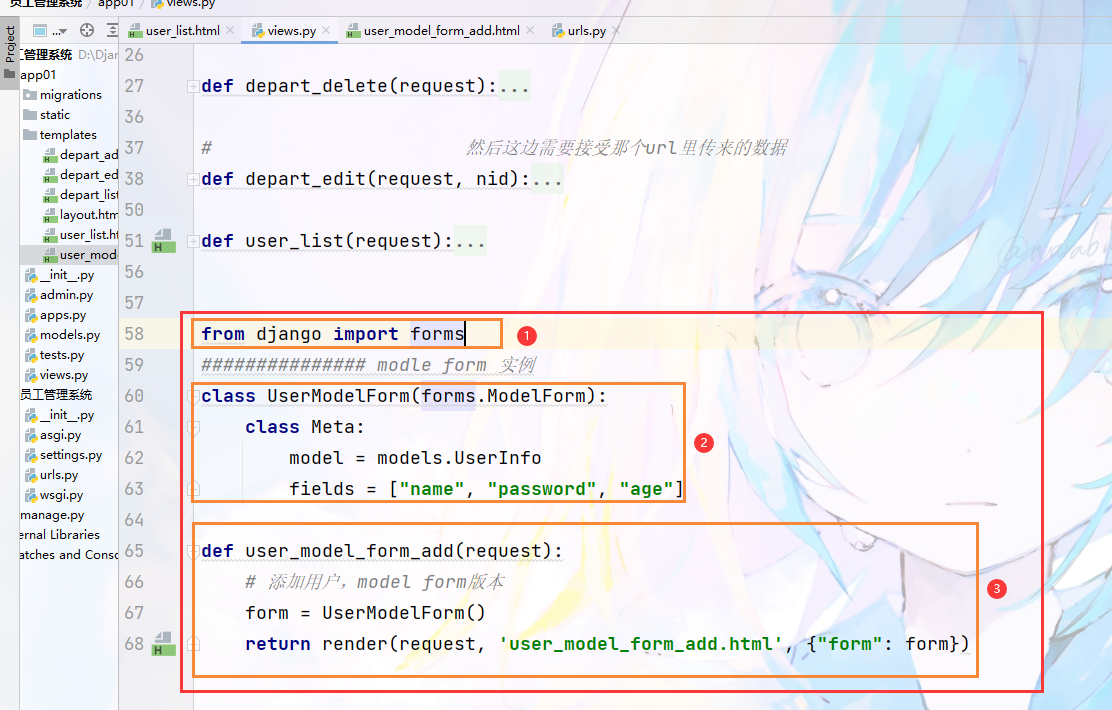 员工管理系统 app01 views.py
Project
... user_list.html views.py user_model_form_add.html urls.py
工管理系统 D:\Djar
app01
migrations
static
templates
depart_ad
depart_ed
depart_list
layout.htm
user_list.ht
user_mod
__init__.py
admin.py
apps.py
models.py
tests.py
views.py
员工管理系统
__init__.py
asgi.py
settings.py
urls.py
wsgi.py
manage.py
ernal Libraries
atches and Consc
26
27 def depart_delete(request):...
36
37 # 然后这边需要接受那个url里传来的数据
38 def depart_edit(request, nid):...
50
51 def user_list(request):...
56
57
58 from django import forms 1
59 ############### modle form 实例
60 class UserModelForm(forms.ModelForm):
61 class Meta:
2
62 model = models.UserInfo
63 fields = ["name", "password", "age"]
64
65 def user_model_form_add(request):
66 # 添加用户，model form版本
3
67 form = UserModelForm()
68 return render(request, 'user_model_form_add.html', {"form": form})